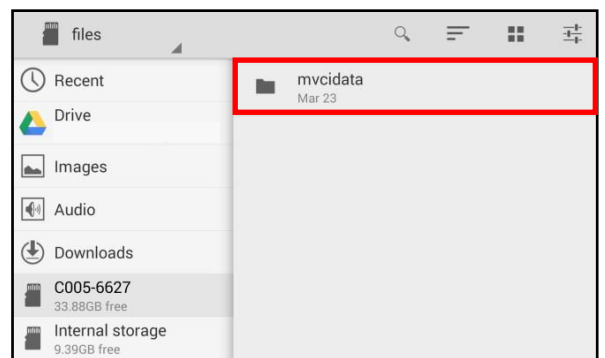 files
Recent
Drive
Images
Audio
Downloads
C005-6627
33.88GB free
Internal storage
9.39GB free
mvcidata
Mar 23